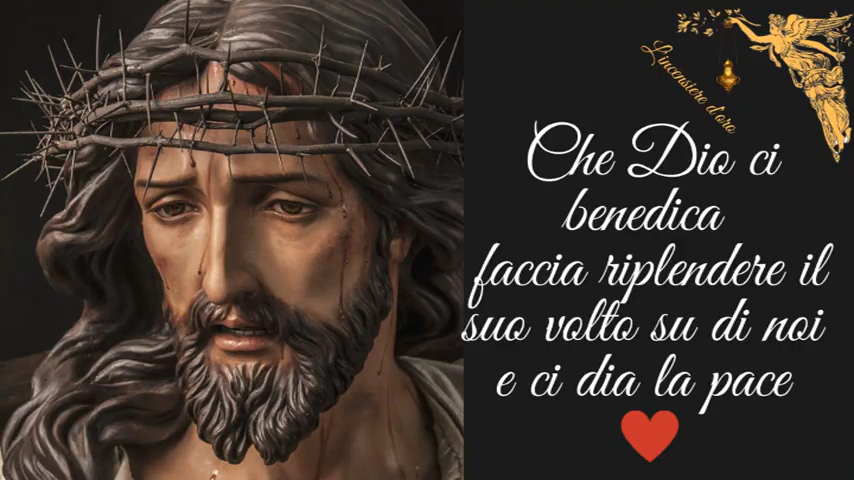 L'incensiere d'oro
Che Dio ci
benedica
faccia riplendere il
suo volto su di noi
e ci dia la pace